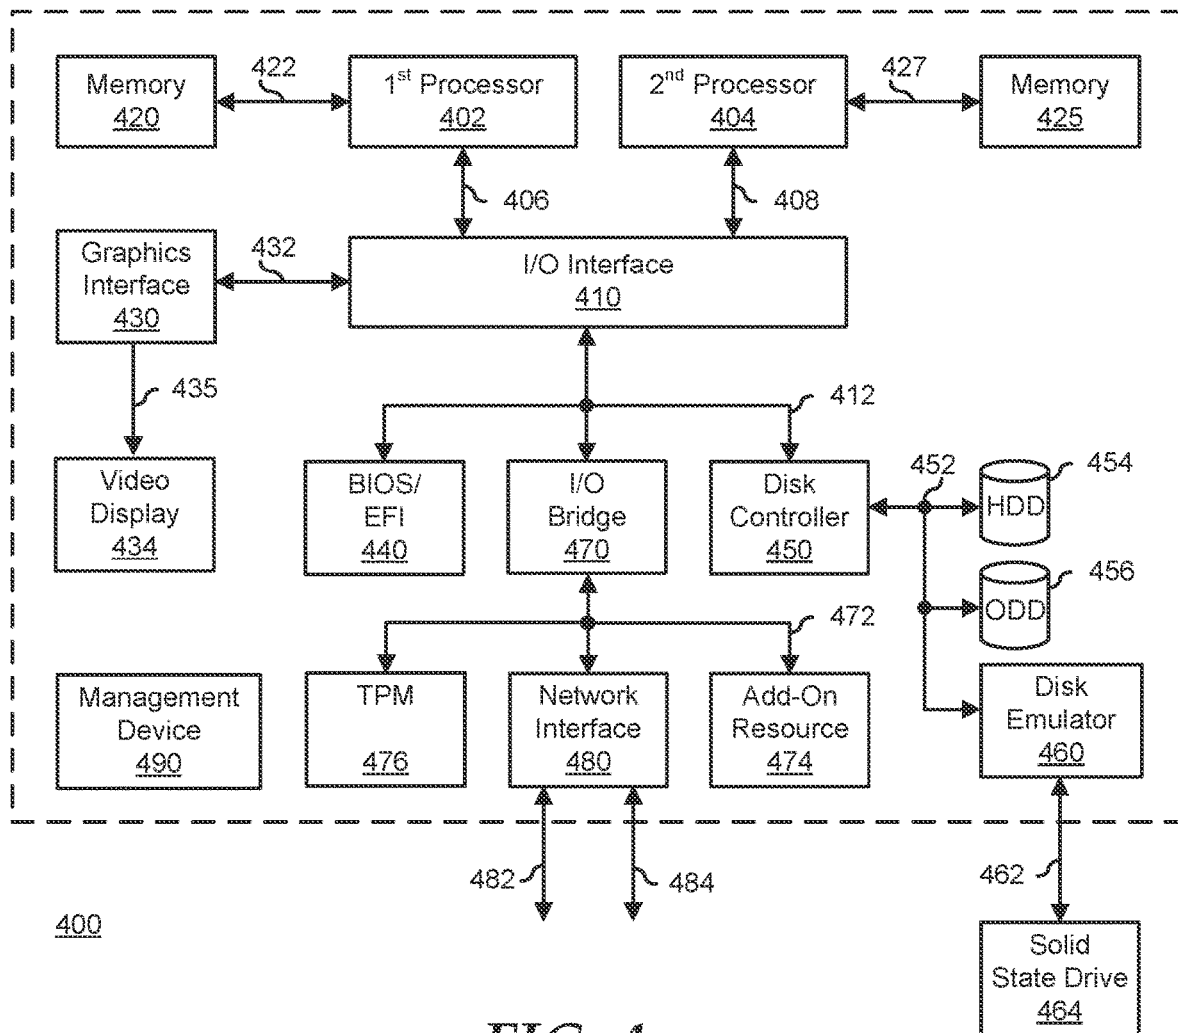 Memory
420
422
1st Processor
402
2nd Processor
404
427
Memory
425
406
408
Graphics
Interface
430
432
I/O Interface
410
435
412
Video
Display
434
BIOS/
EFI
440
I/O
Bridge
470
Disk
Controller
450
452
HDD
454
ODD
456
472
Management
Device
490
TPM
476
Network
Interface
480
Add-On
Resource
474
Disk
Emulator
460
482
484
462
400
Solid
State Drive
464